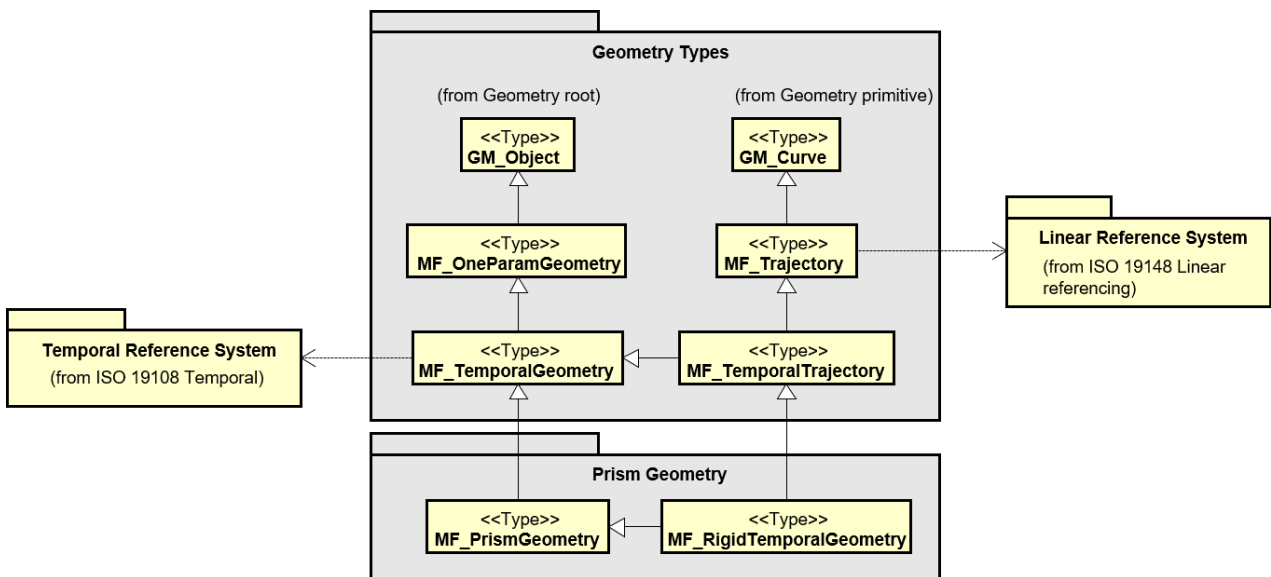 Geometry Types
(from Geometry root)
(from Geometry primitive)
<<Type>>
GM_Object
<<Type>>
GM_Curve
<<Type>>
MF_OneParamGeometry
<<Type>>
MF_Trajectory
Linear Reference System
(from ISO 19148 Linear
referencing)
Temporal Reference System
(from ISO 19108 Temporal)
<<Type>>
MF_TemporalGeometry
<<Type>>
MF_TemporalTrajectory
Prism Geometry
<<Type>>
MF_PrismGeometry
<<Type>>
MF_RigidTemporalGeometry